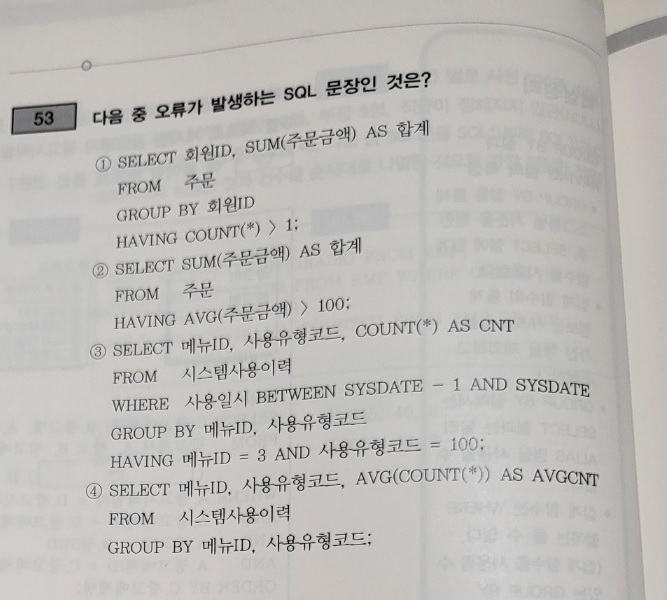 53 다음 중 오류가 발생하는 SQL 문장인 것은?
① SELECT 회원ID, SUM(주문금액) AS 합계
FROM 주문
GROUP BY 회원ID
HAVING COUNT(*) > 1;
② SELECT SUM(주문금액) AS 합계
FROM 주문
HAVING AVG(주문금액) > 100;
③ SELECT 메뉴ID, 사용유형코드, COUNT(*) AS CNT
FROM 시스템사용이력
WHERE 사용일시 BETWEEN SYSDATE - 1 AND SYSDATE
GROUP BY 메뉴ID, 사용유형코드
HAVING 메뉴ID = 3 AND 사용유형코드 = 100;
④ SELECT 메뉴ID, 사용유형코드, AVG(COUNT(*)) AS AVGCNT
FROM 시스템사용이력
GROUP BY 메뉴ID, 사용유형코드;